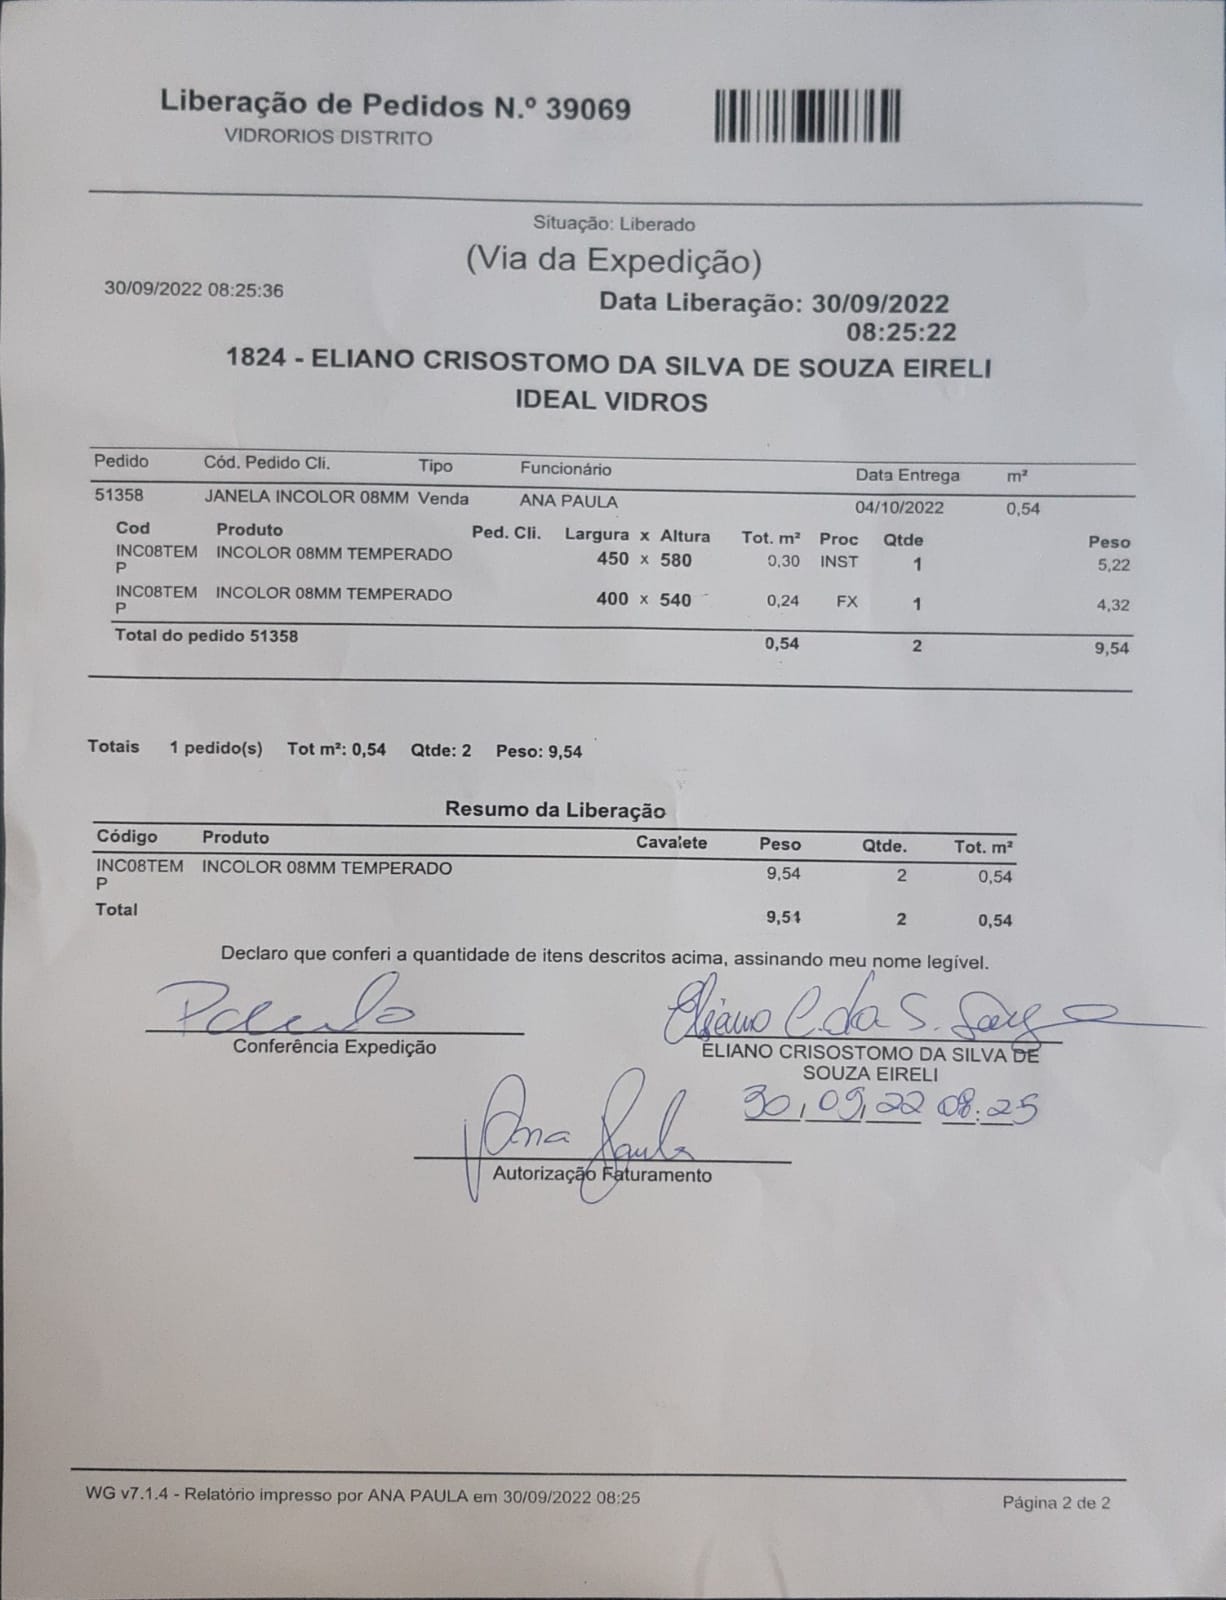 Liberação de Pedidos N.º 39069
VIDRORIOS DISTRITO
Situação: Liberado
(Via da Expedição)
30/09/2022 08:25:36
Data Liberação: 30/09/2022
08:25:22
1824 - ELIANO CRISOSTOMO DA SILVA DE SOUZA EIRELI
IDEAL VIDROS
Pedido Cód. Pedido Cli. Tipo Funcionário Data Entrega m²
51358 JANELA INCOLOR 08MM Venda ANA PAULA 04/10/2022 0,54
Cod Produto Ped. Cli. Largura x Altura Tot. m² Proc Qtde Peso
INC08TEM INCOLOR 08MM TEMPERADO 450 x 580 0,30 INST 1 5,22
P
INC08TEM INCOLOR 08MM TEMPERADO 400 x 540 0,24 FX 1 4,32
P
Total do pedido 51358 0,54 2 9,54
Totais 1 pedido(s) Tot m²: 0,54 Qtde: 2 Peso: 9,54
Resumo da Liberação
Código Produto Cavalete Peso Qtde. Tot. m²
INC08TEM INCOLOR 08MM TEMPERADO 9,54 2 0,54
P
Total 9,54 2 0,54
Declaro que conferi a quantidade de itens descritos acima, assinando meu nome legível.
Paulo Eliano C. da S. Souza
Conferência Expedição
ELIANO CRISOSTOMO DA SILVA DE
SOUZA EIRELI
30,09,22 08:25
Ana Paula
Autorização Faturamento
WG v7.1.4 - Relatório impresso por ANA PAULA em 30/09/2022 08:25
Página 2 de 2